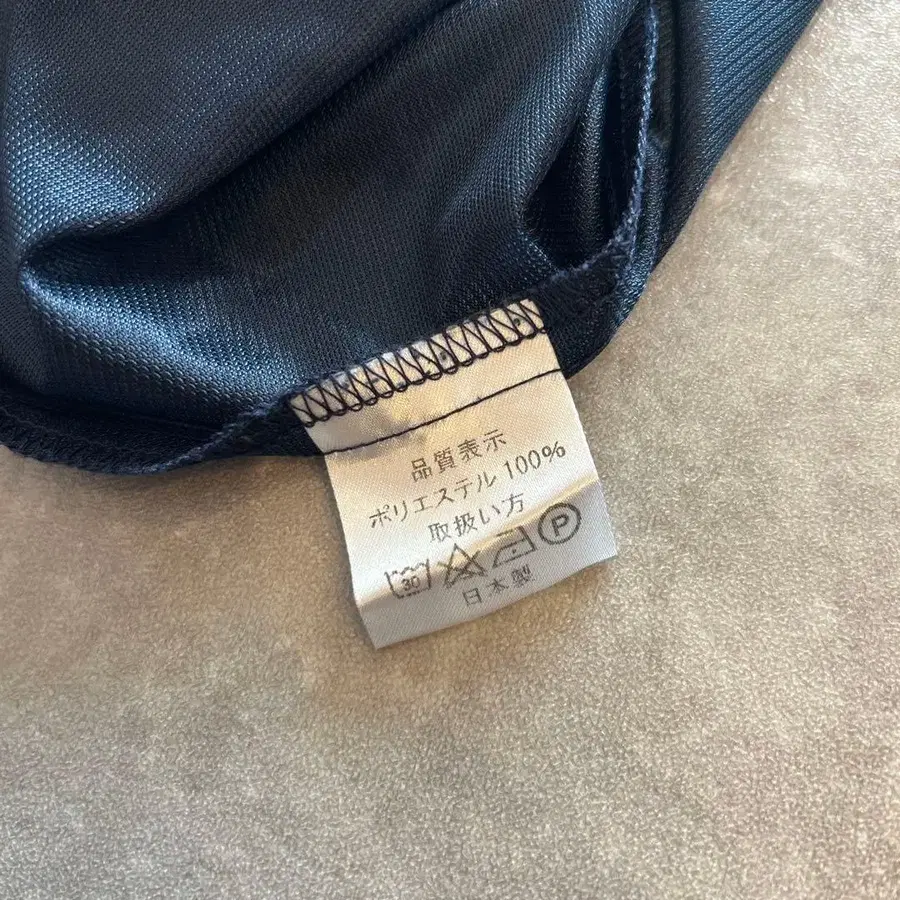 品質表示
ポリエステル 100%
取扱い方
30 P
日本製